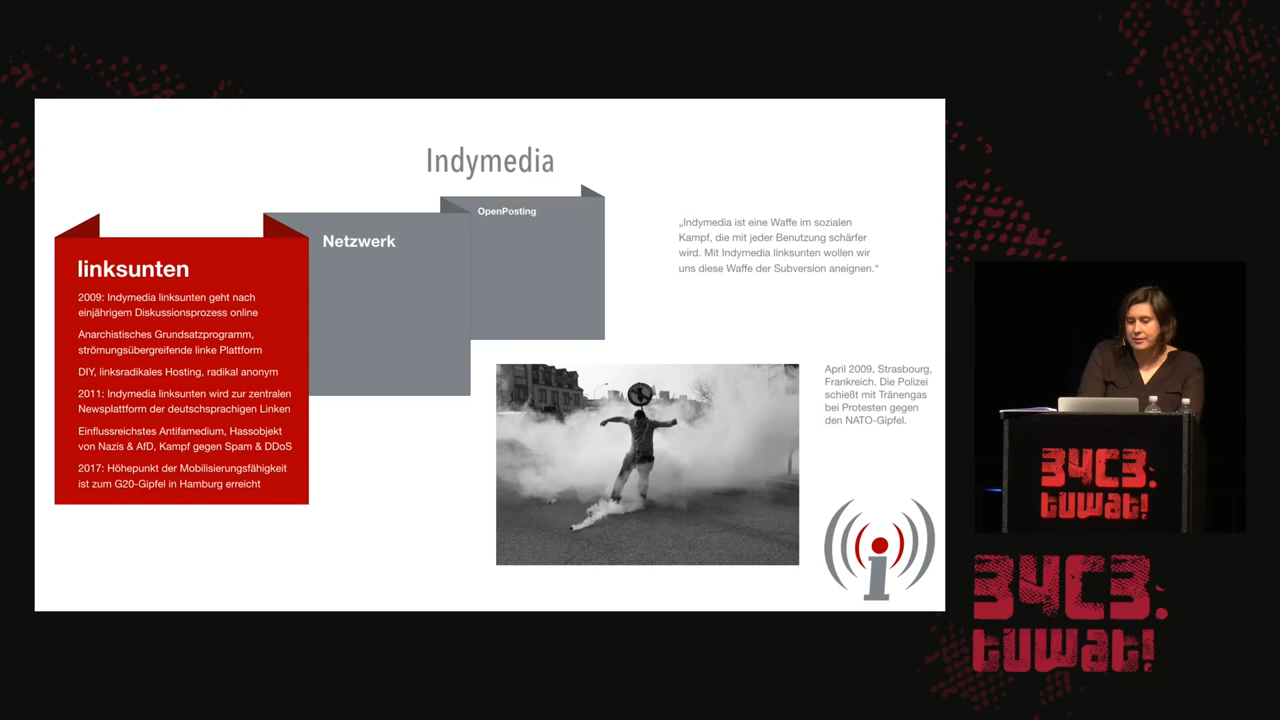 Indymedia
OpenPosting
Netzwerk
linksunten
2009: Indymedia linksunten geht nach
einjährigem Diskussionsprozess online
Anarchistisches Grundsatzprogramm,
strömungsübergreifende linke Plattform
DIY, linksradikales Hosting, radikal anonym
2011: Indymedia linksunten wird zur zentralen
Newsplattform der deutschsprachigen Linken
Einflussreichstes Antifamedium, Hassobjekt
von Nazis & AfD, Kampf gegen Spam & DDoS
2017: Höhepunkt der Mobilisierungsfähigkeit
ist zum G20-Gipfel in Hamburg erreicht
„Indymedia ist eine Waffe im sozialen
Kampf, die mit jeder Benutzung schärfer
wird. Mit Indymedia linksunten wollen wir
uns diese Waffe der Subversion aneignen.“
April 2009, Strasbourg,
Frankreich. Die Polizei
schießt mit Tränengas
bei Protesten gegen
den NATO-Gipfel.
i
34C3.
tuwat!
34C3.
tuwat!